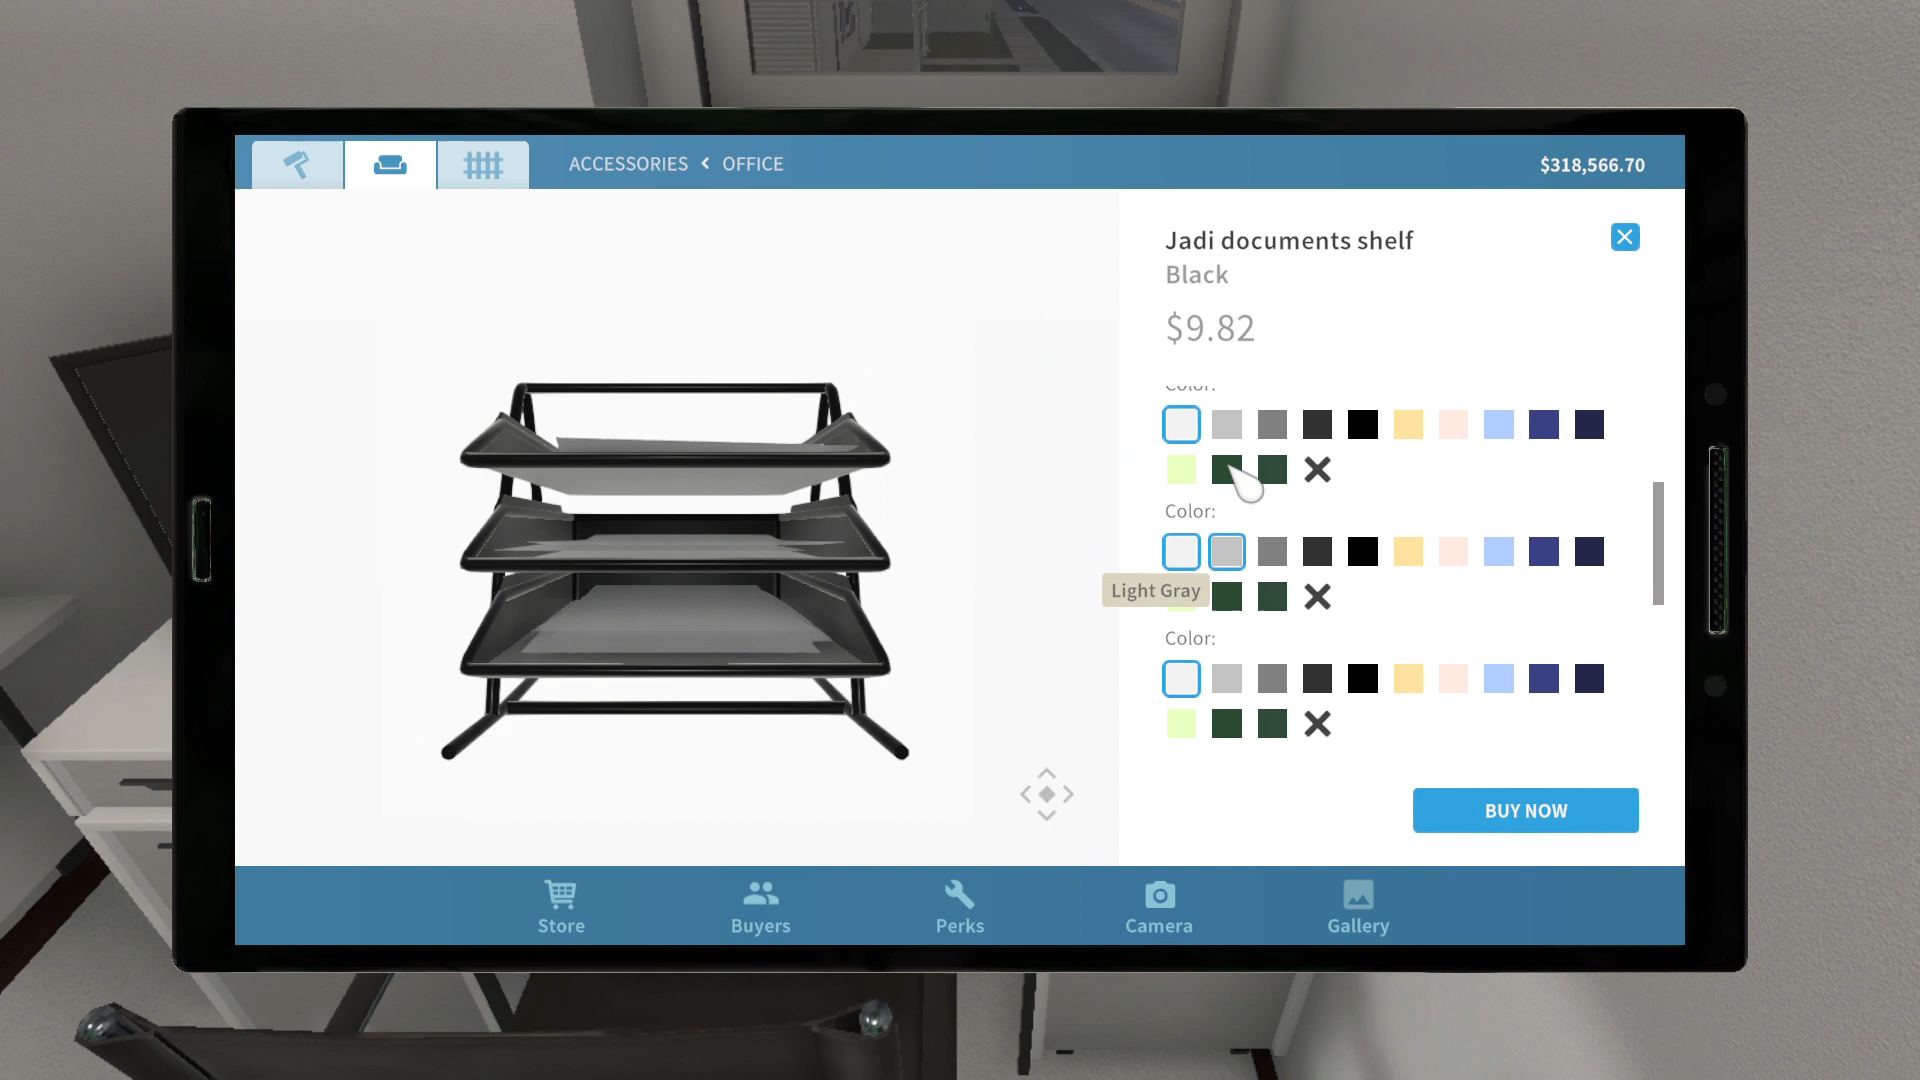 ACCESSORIES < OFFICE
$318,566.70
Jadi documents shelf
Black
$9.82
Color:
Color:
Light Gray
Color:
BUY NOW
Store
Buyers
Perks
Camera
Gallery